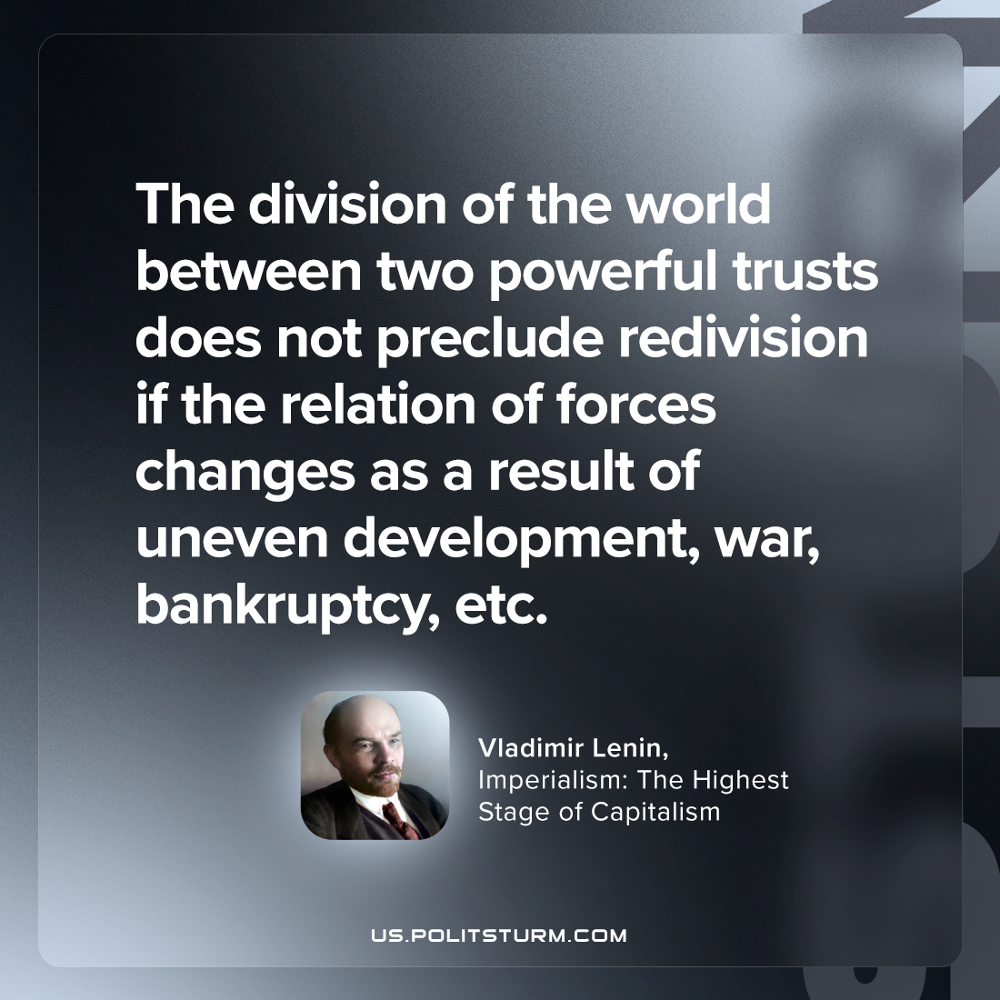 The division of the world
between two powerful trusts
does not preclude redivision
if the relation of forces
changes as a result of
uneven development, war,
bankruptcy, etc.
Vladimir Lenin,
Imperialism: The Highest
Stage of Capitalism
US.POLITSTURM.COM